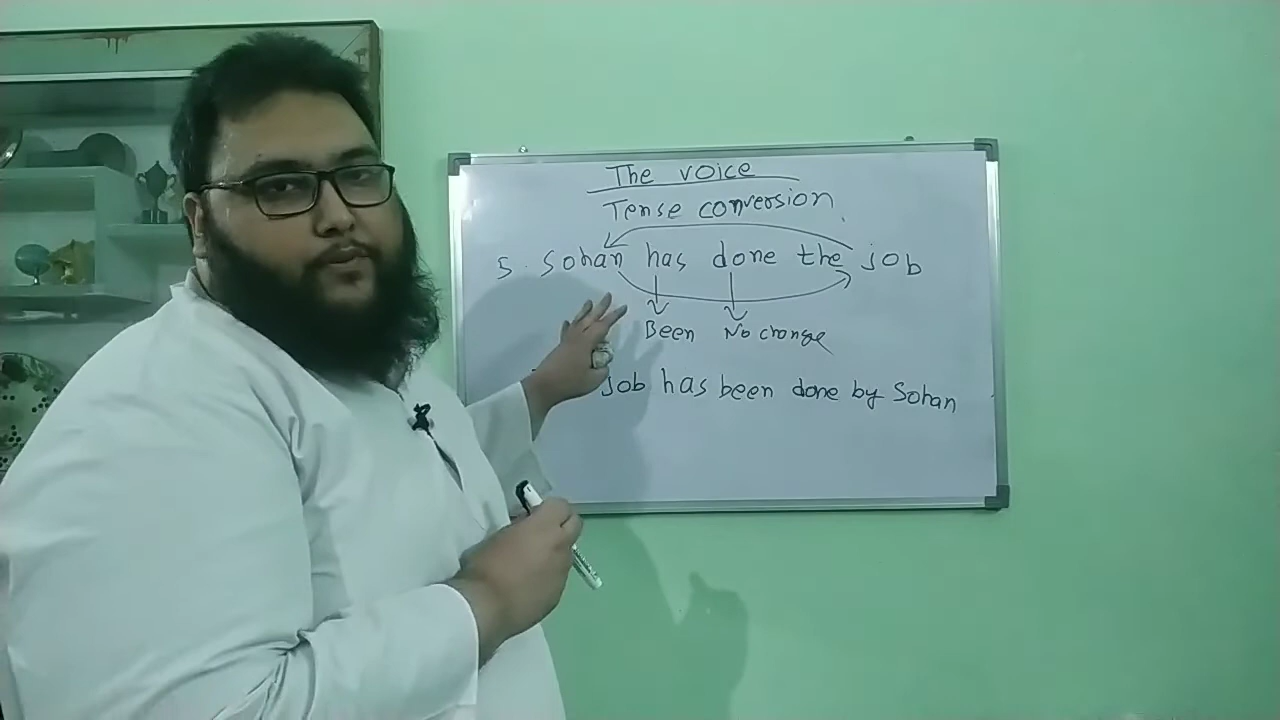 The voice
Tense conversion
5. Sohan has done the job
Been No change
job has been done by Sohan